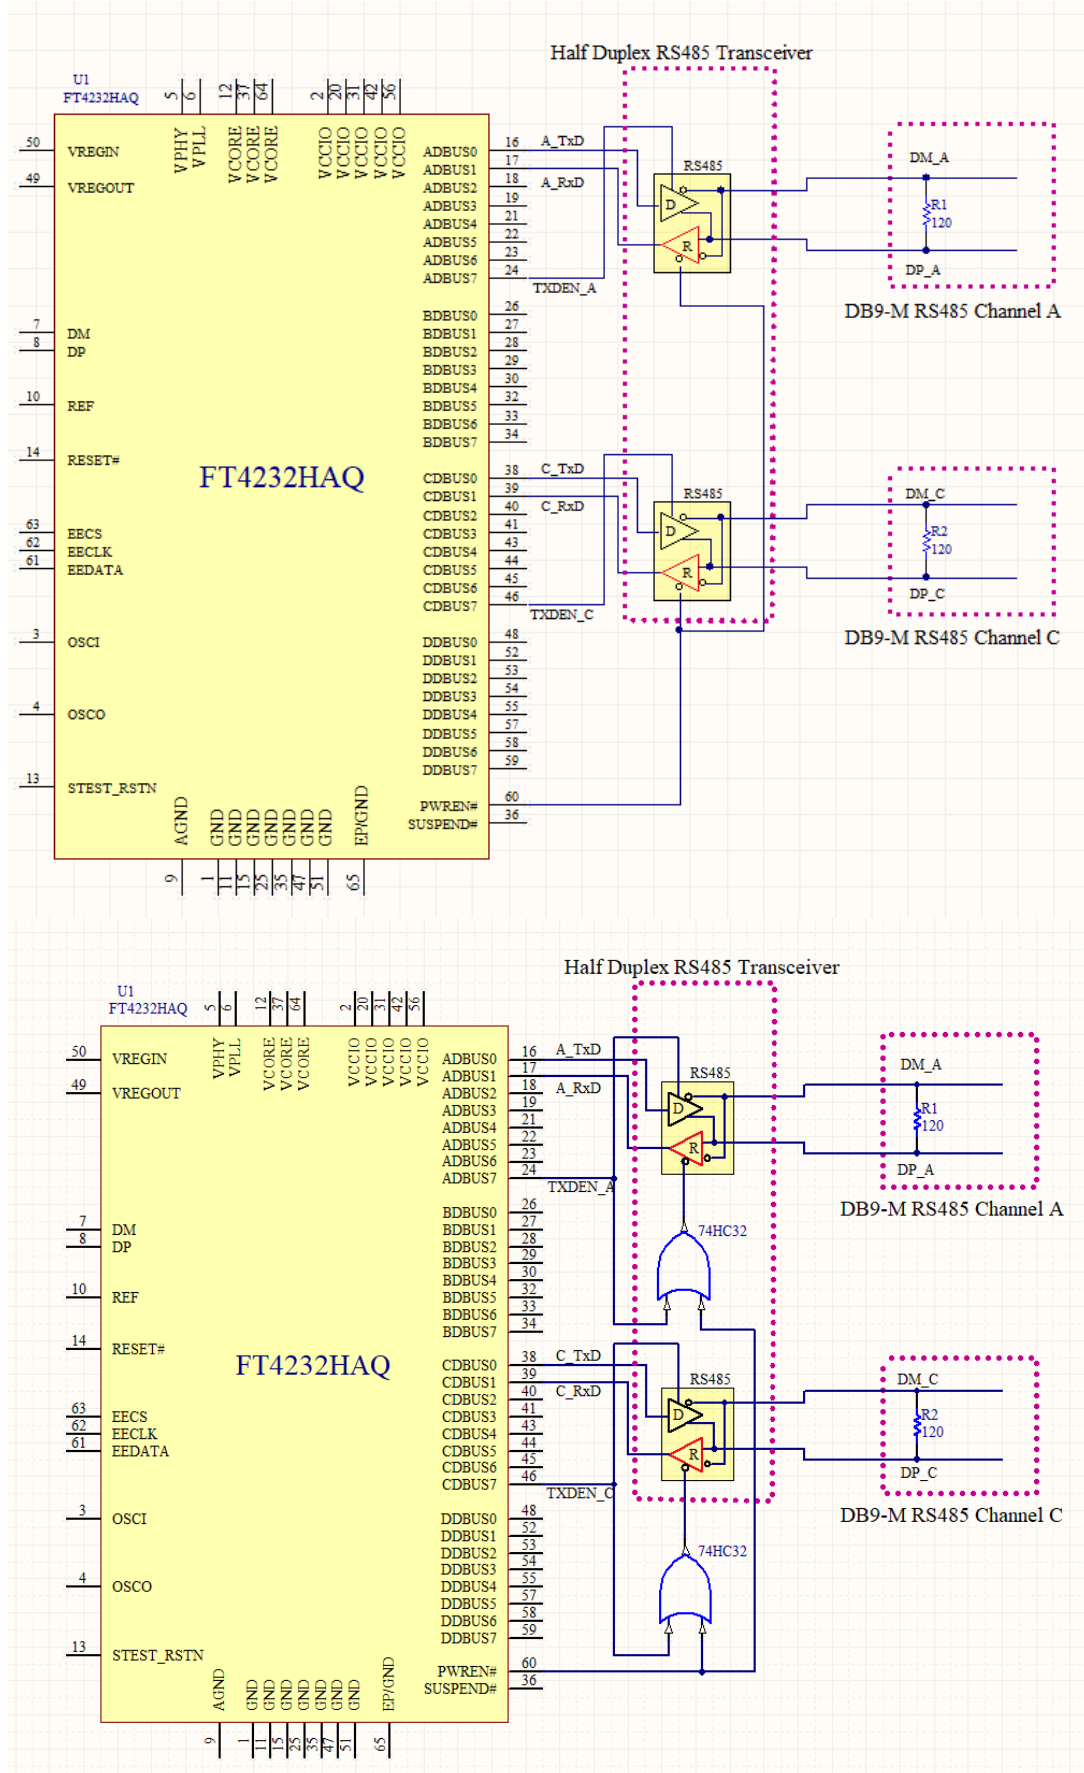 Half Duplex RS485 Transceiver
U1
FT4232HAQ
5 6 12 37 64 2 20 31 42 56
VPHY VPLL VCORE VCORE VCORE VCCIO VCCIO VCCIO VCCIO VCCIO
50 VREGIN
49 VREGOUT
7 DM
8 DP
10 REF
14 RESET#
FT4232HAQ
63 EECS
62 EECLK
61 EEDATA
3 OSCI
4 OSCO
13 STEST_RSTN
ADBUS0 16 A_TxD
ADBUS1 17
ADBUS2 18 A_RxD
ADBUS3 19
ADBUS4 21
ADBUS5 22
ADBUS6 23
ADBUS7 24
TXDEN_A
BDBUS0 26
BDBUS1 27
BDBUS2 28
BDBUS3 29
BDBUS4 30
BDBUS5 32
BDBUS6 33
BDBUS7 34
CDBUS0 38 C_TxD
CDBUS1 39
CDBUS2 40 C_RxD
CDBUS3 41
CDBUS4 43
CDBUS5 44
CDBUS6 45
CDBUS7 46
TXDEN_C
DDBUS0 48
DDBUS1 52
DDBUS2 53
DDBUS3 54
DDBUS4 55
DDBUS5 57
DDBUS6 58
DDBUS7 59
PWREN# 60
SUSPEND# 36
AGND GND GND GND GND GND GND GND EP/GND
9 1 11 15 25 35 47 51 65
RS485
D
R
DM_A
R1
120
DP_A
DB9-M RS485 Channel A
RS485
D
R
DM_C
R2
120
DP_C
DB9-M RS485 Channel C
Half Duplex RS485 Transceiver
U1
FT4232HAQ
5 6 12 37 64 2 20 31 42 56
VPHY VPLL VCORE VCORE VCORE VCCIO VCCIO VCCIO VCCIO VCCIO
50 VREGIN
49 VREGOUT
7 DM
8 DP
10 REF
14 RESET#
FT4232HAQ
63 EECS
62 EECLK
61 EEDATA
3 OSCI
4 OSCO
13 STEST_RSTN
ADBUS0 16 A_TxD
ADBUS1 17
ADBUS2 18 A_RxD
ADBUS3 19
ADBUS4 21
ADBUS5 22
ADBUS6 23
ADBUS7 24
TXDEN_A
BDBUS0 26
BDBUS1 27
BDBUS2 28
BDBUS3 29
BDBUS4 30
BDBUS5 32
BDBUS6 33
BDBUS7 34
CDBUS0 38 C_TxD
CDBUS1 39
CDBUS2 40 C_RxD
CDBUS3 41
CDBUS4 43
CDBUS5 44
CDBUS6 45
CDBUS7 46
TXDEN_C
DDBUS0 48
DDBUS1 52
DDBUS2 53
DDBUS3 54
DDBUS4 55
DDBUS5 57
DDBUS6 58
DDBUS7 59
PWREN# 60
SUSPEND# 36
AGND GND GND GND GND GND GND GND EP/GND
9 1 11 15 25 35 47 51 65
RS485
D
R
74HC32
DM_A
R1
120
DP_A
DB9-M RS485 Channel A
RS485
D
R
74HC32
DM_C
R2
120
DP_C
DB9-M RS485 Channel C